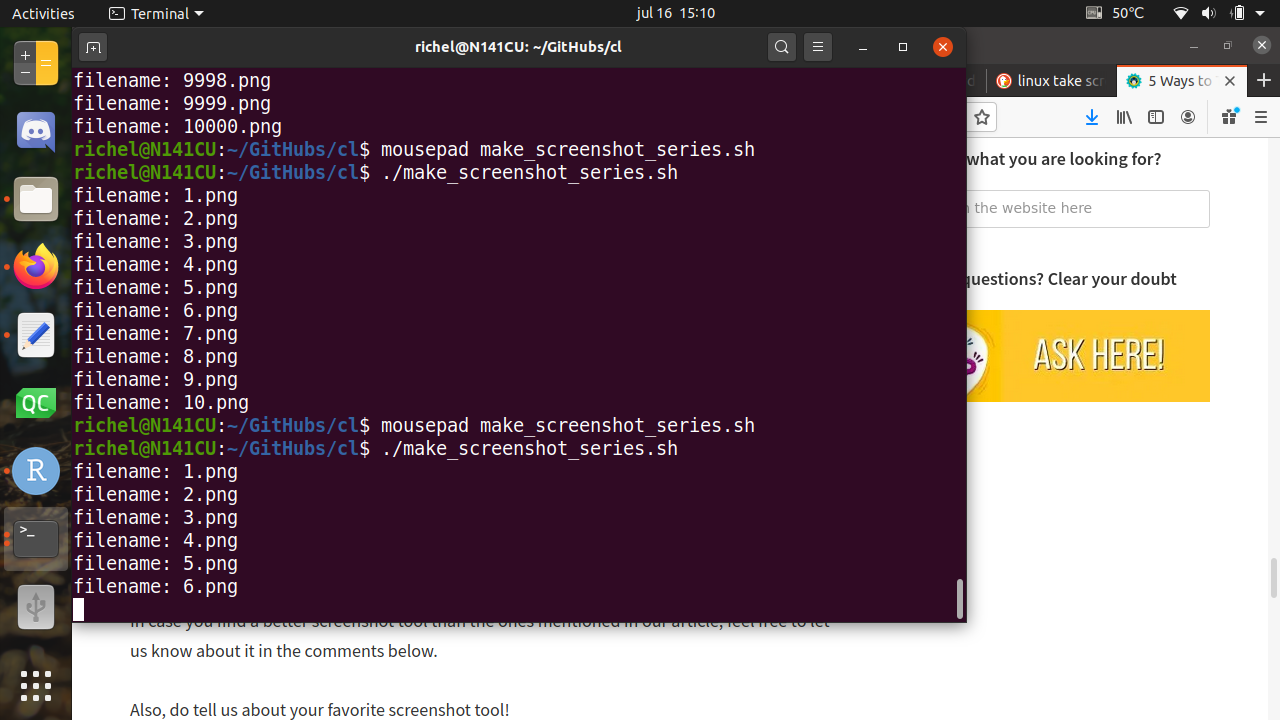 Activities
Terminal
jul 16 15:10
50℃
richel@N141CU: ~/GitHubs/cl
filename: 9998.png
filename: 9999.png
filename: 10000.png
richel@N141CU:~/GitHubs/cl$ mousepad make_screenshot_series.sh
richel@N141CU:~/GitHubs/cl$ ./make_screenshot_series.sh
filename: 1.png
filename: 2.png
filename: 3.png
filename: 4.png
filename: 5.png
filename: 6.png
filename: 7.png
filename: 8.png
filename: 9.png
filename: 10.png
richel@N141CU:~/GitHubs/cl$ mousepad make_screenshot_series.sh
richel@N141CU:~/GitHubs/cl$ ./make_screenshot_series.sh
filename: 1.png
filename: 2.png
filename: 3.png
filename: 4.png
filename: 5.png
filename: 6.png
linux take scr
5 Ways to
what you are looking for?
the website here
questions? Clear your doubt
ASK HERE!
In case you find a better screenshot tool than the ones mentioned in our article, feel free to let
us know about it in the comments below.
Also, do tell us about your favorite screenshot tool!
QC
R
>_